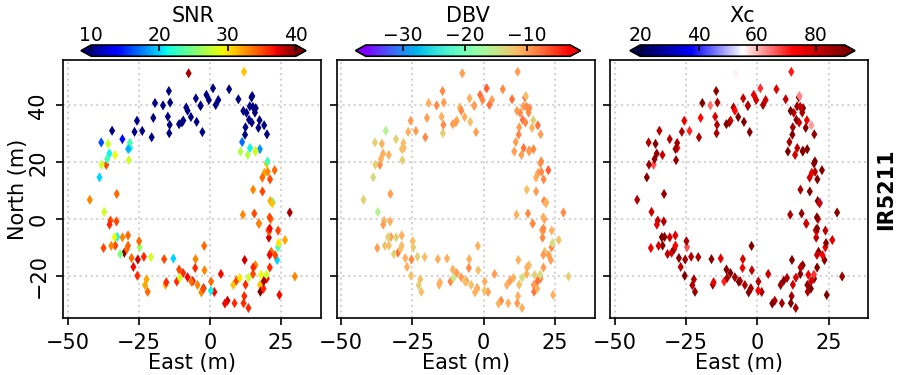 SNR DBV Xc
10 20 30 40 −30 −20 −10 20 40 60 80
North (m)
40
20
0
−20
−50 −25 0 25 −50 −25 0 25 −50 −25 0 25
East (m) East (m) East (m)
IR5211